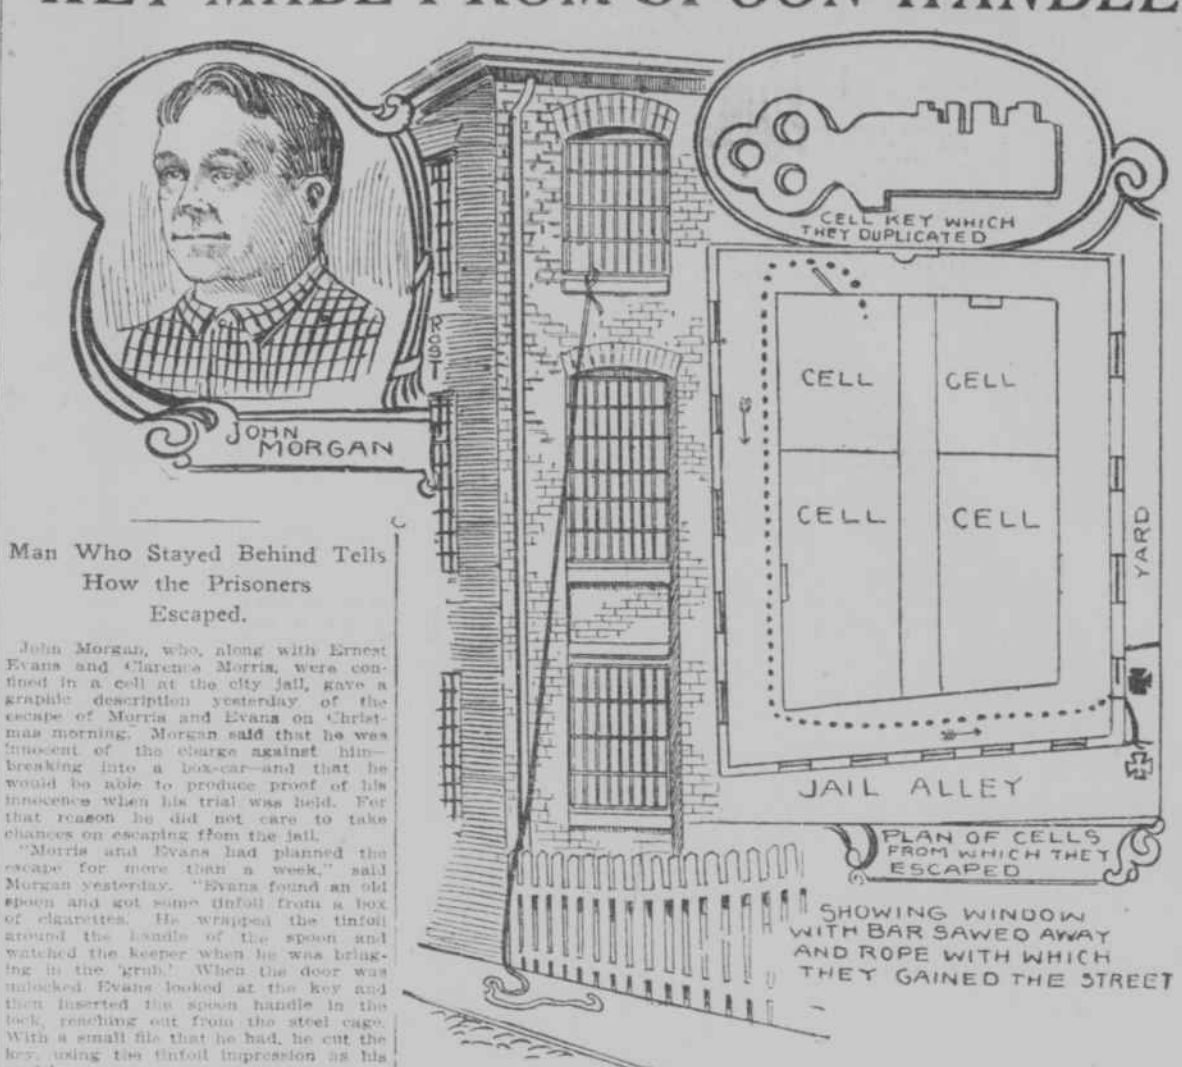 KEY MADE FROM SPOON HANDLE
JOHN
MORGAN
Man Who Stayed Behind Tells
How the Prisoners
Escaped.
John Morgan, who, along with Ernest
Evans and Clarence Morris, were con-
fined in a cell at the city jail, gave a
graphic description yesterday of the
escape of Morris and Evans on Christ-
mas morning. Morgan said that he was
innocent of the charge against him—
breaking into a box-car—and that he
would be able to produce proof of his
innocence when his trial was held. For
that reason he did not care to take
chances on escaping from the jail.
"Morris and Evans had planned the
escape for more than a week," said
Morgan yesterday. "Evans found an old
spoon and got some tinfoil from a box
of cigarettes. He wrapped the tinfoil
around the handle of the spoon and
watched the keeper when he was bring-
ing in the 'grub.' When the door was
unlocked Evans looked at the key and
then inserted the spoon handle in the
lock, reaching out from the steel cage.
With a small file that he had, he cut the
key, using the tinfoil impression as his
ROST
CELL KEY WHICH
THEY DUPLICATED
CELL CELL
CELL CELL
YARD
JAIL ALLEY
PLAN OF CELLS
FROM WHICH THEY
ESCAPED
SHOWING WINDOW
WITH BAR SAWED AWAY
AND ROPE WITH WHICH
THEY GAINED THE STREET